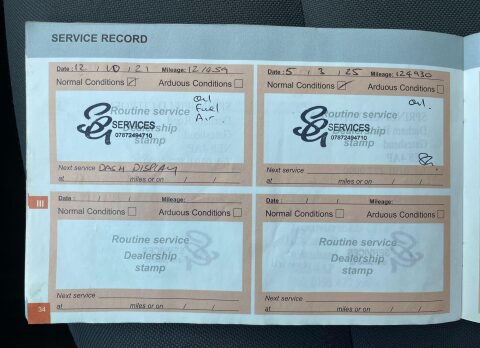 SERVICE RECORD
Date: 12 / 10 / 21 Mileage: 121059
Normal Conditions ☑ Arduous Conditions ☐
Oil
Fuel
Air.
Routine service
Dealership
stamp
SG SERVICES
07872494710
Next service DASH DISPLAY
at miles or on / /
Date: 5 / 3 / 25 Mileage: 124930
Normal Conditions ☑ Arduous Conditions ☐
Oil.
Routine service
Dealership
stamp
SG SERVICES
07872494710
Next service
at miles or on / /
Date: / / Mileage:
Normal Conditions ☐ Arduous Conditions ☐
Routine service
Dealership
stamp
Next service
at miles or on / /
Date: / / Mileage:
Normal Conditions ☐ Arduous Conditions ☐
Routine service
Dealership
stamp
Next service
at miles or on / /
III
34